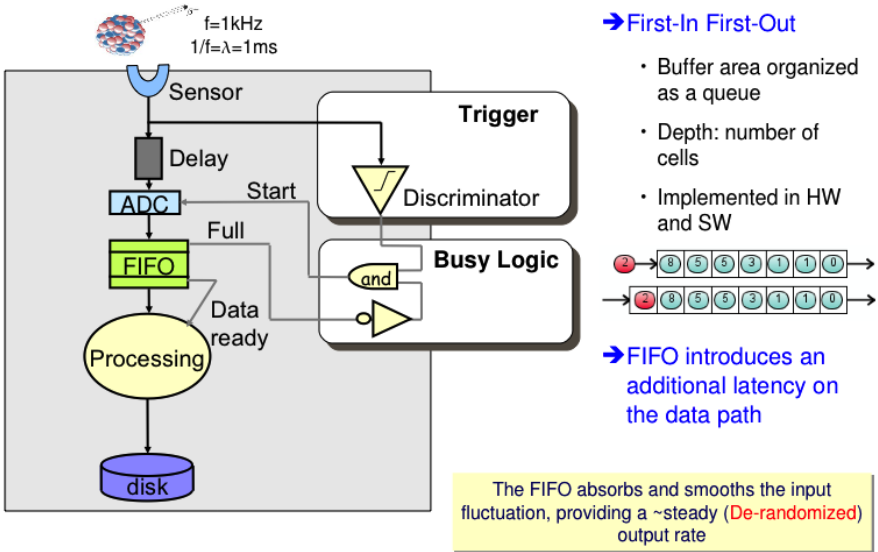 f=1kHz
1/f=λ=1ms
Sensor
Trigger
Delay
Discriminator
Start
ADC
Full
Busy Logic
FIFO
and
Data
ready
Processing
disk
➔First-In First-Out
• Buffer area organized
as a queue
• Depth: number of
cells
• Implemented in HW
and SW
2 8 5 5 3 1 1 0
2 8 5 5 3 1 1 0
➔FIFO introduces an
additional latency on
the data path
The FIFO absorbs and smooths the input
fluctuation, providing a ~steady (De-randomized)
output rate